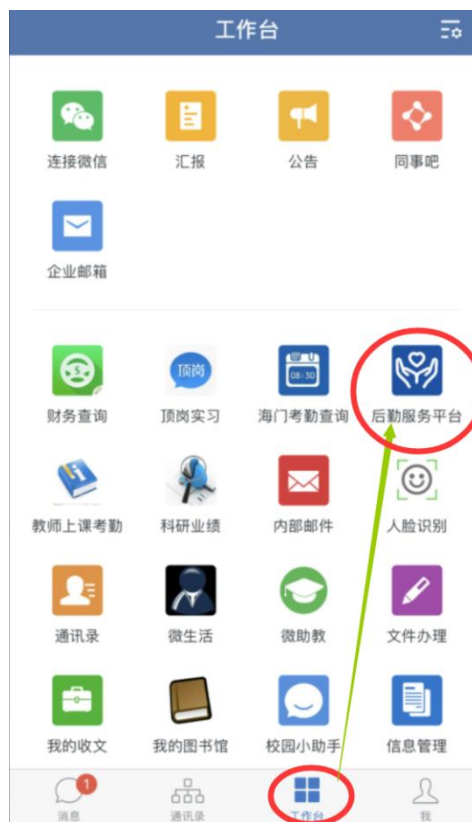 工作台
连接微信 汇报 公告 同事吧
企业邮箱
08-30
顶岗
财务查询 顶岗实习 海门考勤查询 后勤服务平台
教师上课考勤 科研业绩 内部邮件 人脸识别
通讯录 微生活 微助教 文件办理
我的收文 我的图书馆 校园小助手 信息管理
1
消息 通讯录 工作台 我